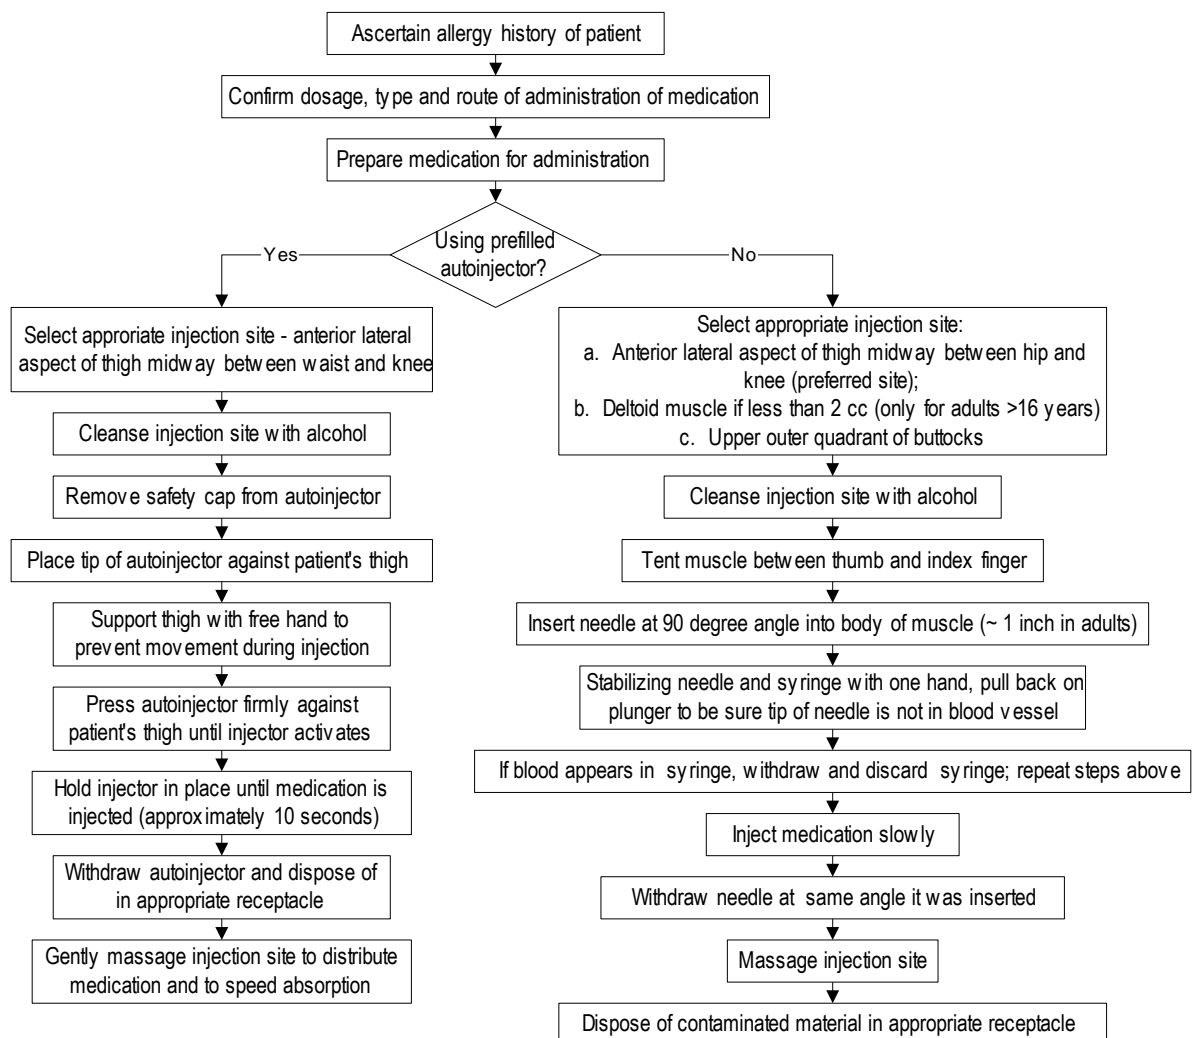 Ascertain allergy history of patient
Confirm dosage, type and route of administration of medication
Prepare medication for administration
Using prefilled
autoinjector?
Yes
No
Select approriate injection site - anterior lateral
aspect of thigh midway between waist and knee
Cleanse injection site with alcohol
Remove safety cap from autoinjector
Place tip of autoinjector against patient's thigh
Support thigh with free hand to
prevent movement during injection
Press autoinjector firmly against
patient's thigh until injector activates
Hold injector in place until medication is
injected (approximately 10 seconds)
Withdraw autoinjector and dispose of
in appropriate receptacle
Gently massage injection site to distribute
medication and to speed absorption
Select appropriate injection site:
a. Anterior lateral aspect of thigh midway between hip and
knee (preferred site);
b. Deltoid muscle if less than 2 cc (only for adults >16 years)
c. Upper outer quadrant of buttocks
Cleanse injection site with alcohol
Tent muscle between thumb and index finger
Insert needle at 90 degree angle into body of muscle (~ 1 inch in adults)
Stabilizing needle and syringe with one hand, pull back on
plunger to be sure tip of needle is not in blood vessel
If blood appears in syringe, withdraw and discard syringe; repeat steps above
Inject medication slowly
Withdraw needle at same angle it was inserted
Massage injection site
Dispose of contaminated material in appropriate receptacle